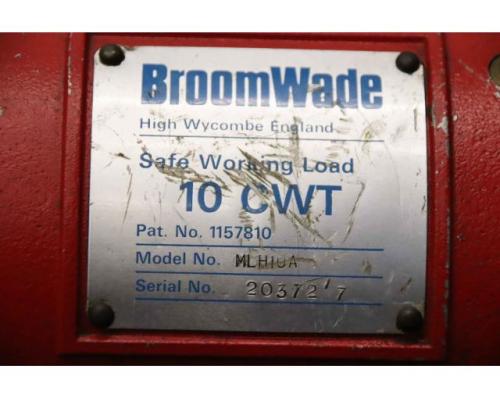 BroomWade
High Wycombe England
Safe Working Load
10 CWT
Pat. No. 1157810
Model No. MLH10A
Serial No. 20372'7